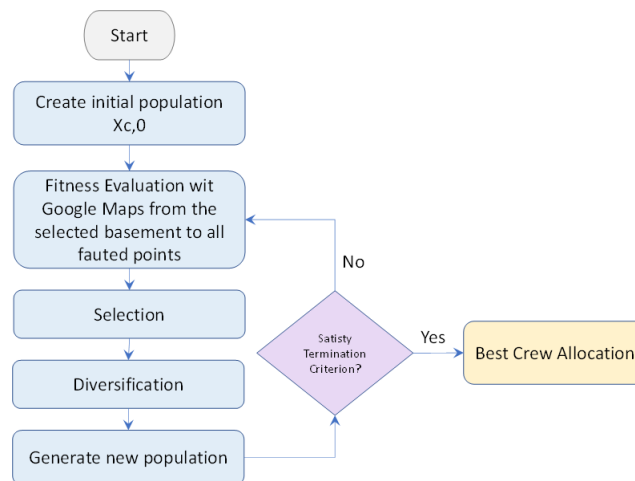 Start
Create initial population
Xc,0
Fitness Evaluation wit
Google Maps from the
selected basement to all
fauted points
Selection
Diversification
Generate new population
No
Satisty
Termination
Criterion?
Yes
Best Crew Allocation